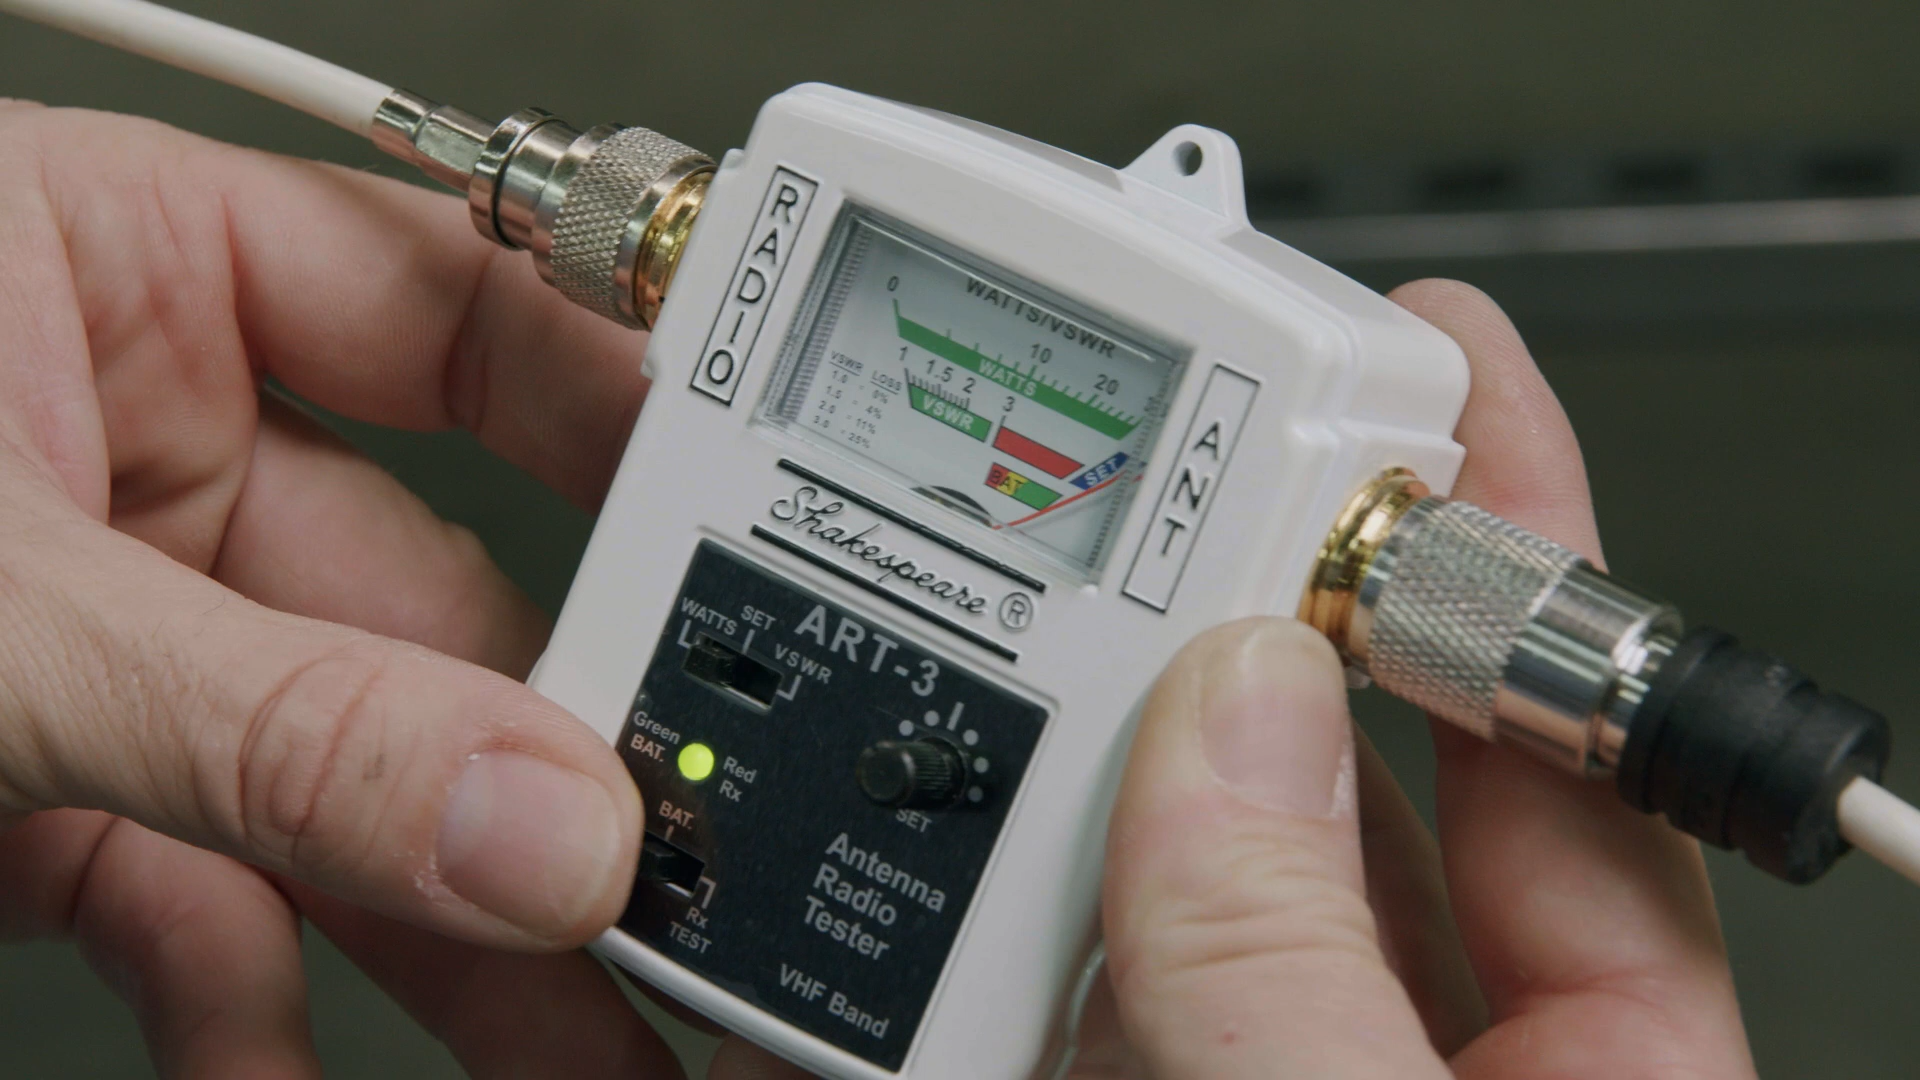 RADIO
WATTS/VSWR
0 10 20
WATTS
1 1.5 2 3
VSWR
VSWR LOSS
1.0 - 0%
1.5 = 4%
2.0 = 11%
3.0 = 25%
SET
BAT
ANT
Shakespeare ®
ART-3
WATTS SET VSWR
Green BAT.
Red Rx
BAT.
Rx TEST
SET
Antenna
Radio
Tester
VHF Band